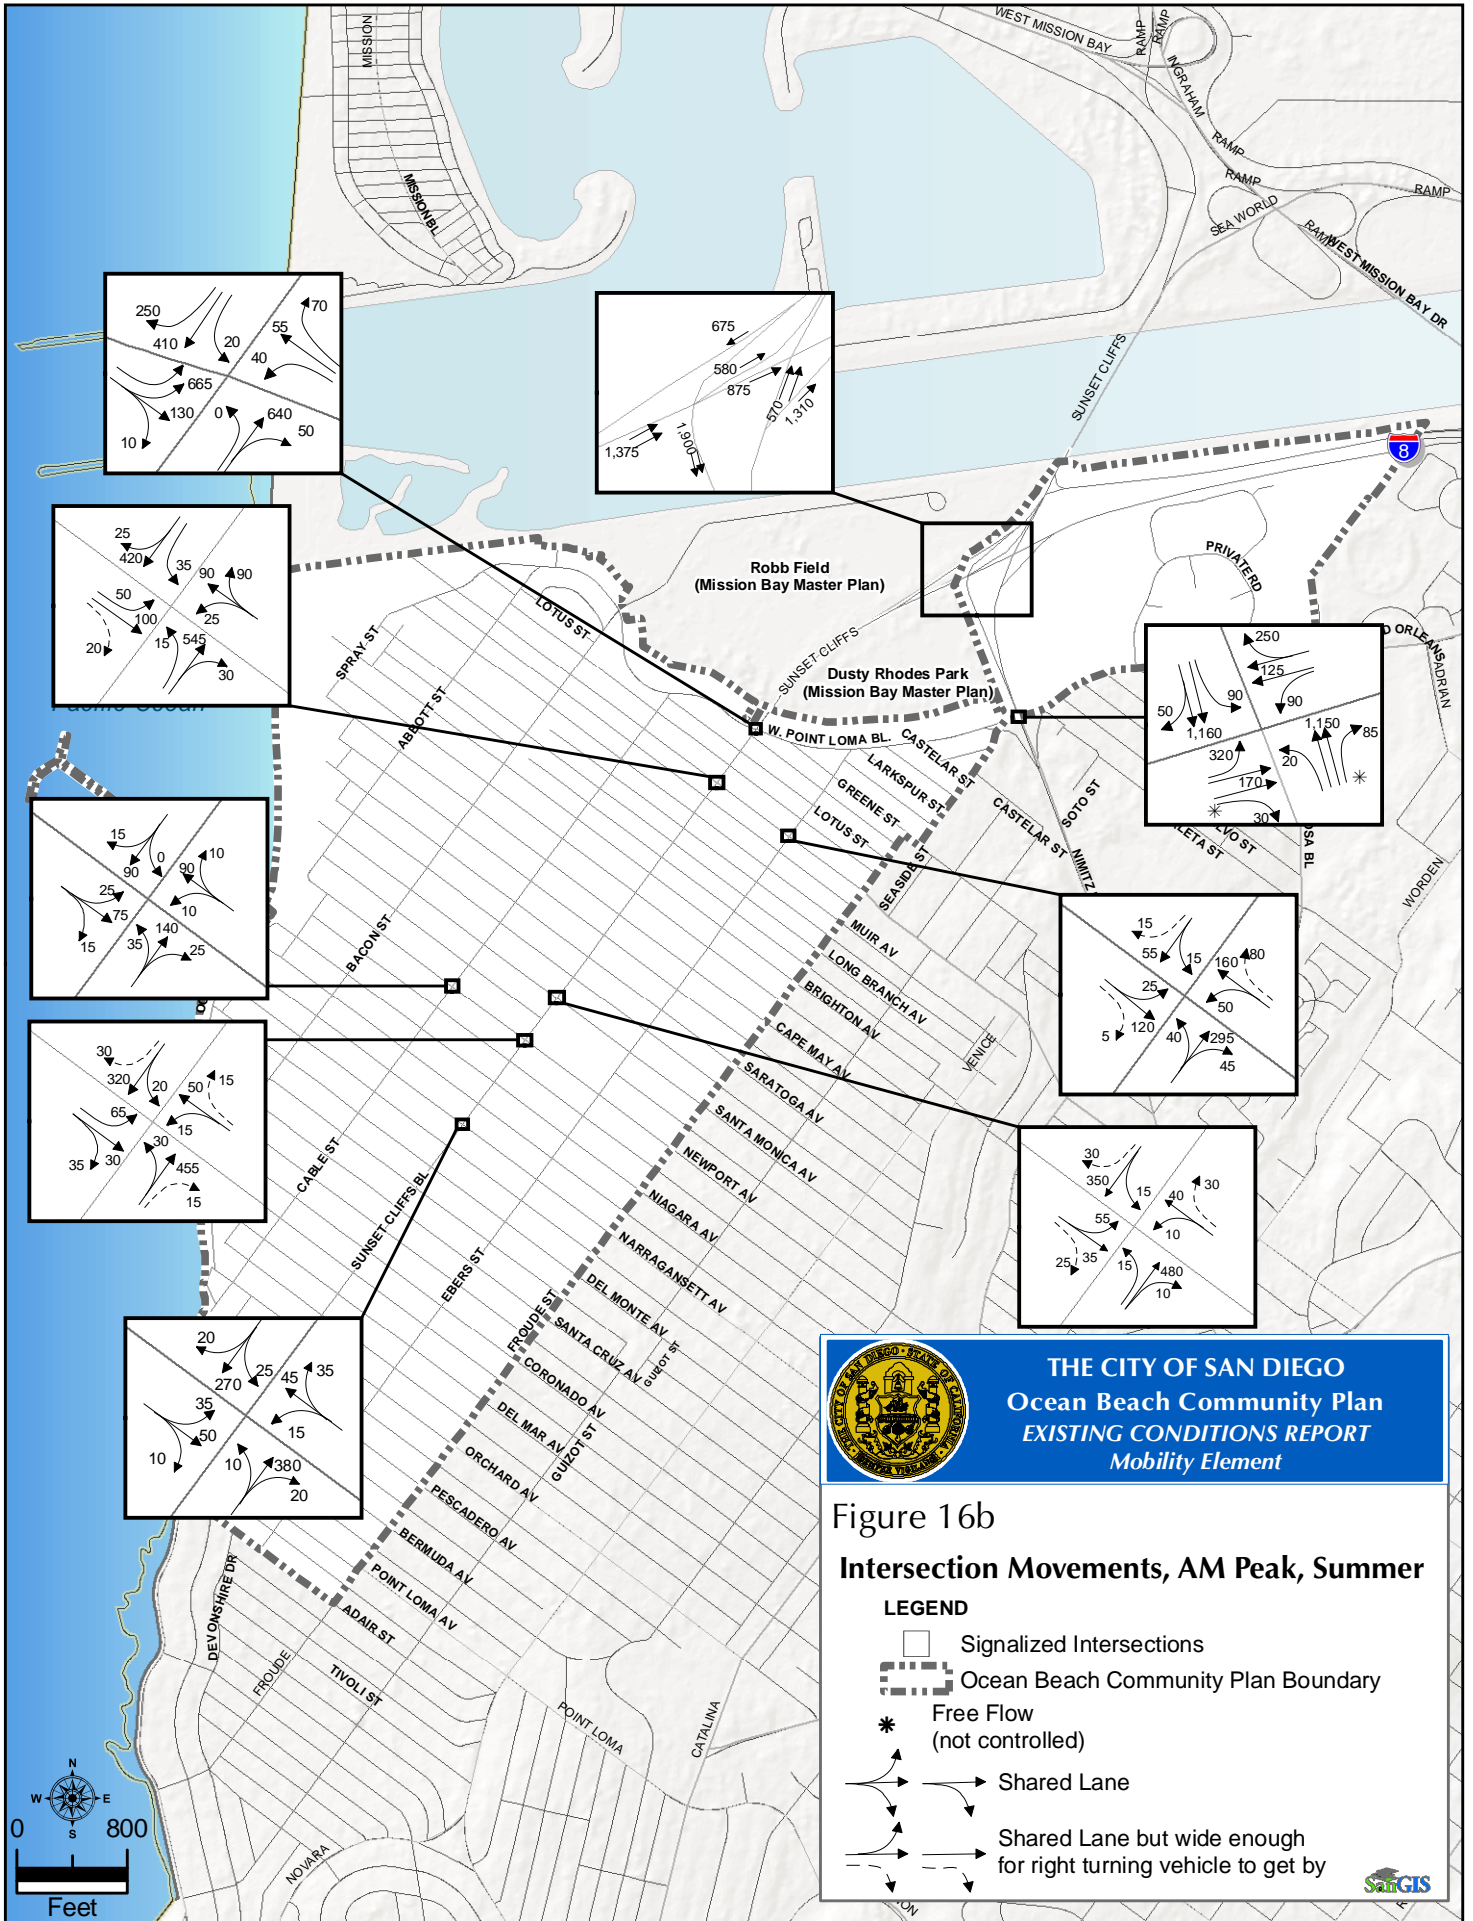 MISSION
WEST MISSION BAY
RAMP
RAMP
INGRAHAM
RAMP
RAMP
RAMP
SEA WORLD
RAMP
WEST MISSION BAY DR
MISSION BL
SUNSET CLIFFS
8
250
410
20
70
55
40
665
130
0
640
10
50
675
580
875
570
1,310
1,375
1,900
25
420
35
90
90
50
100
25
15
545
20
30
Robb Field
(Mission Bay Master Plan)
PRIVATE RD
SUNSET CLIFFS
Dusty Rhodes Park
(Mission Bay Master Plan)
LOTUS ST
SPRAY ST
ABBOTT ST
W. POINT LOMA BL.
250
125
50
90
90
1,160
1,150
85
320
20
170
30
ORLEANS
ADRIAN
CASTELAR ST
LARKSPUR ST
GREENE ST
LOTUS ST
CASTELAR ST
SOTO ST
NIMITZ
SEASIDE ST
WORDEN
15
90
0
90
10
25
75
10
15
35
140
25
BACON ST
MUIR AV
LONG BRANCH AV
BRIGHTON AV
CAPE MAY AV
SARATOGA AV
SANTA MONICA AV
NEWPORT AV
NIAGARA AV
NARRAGANSETT AV
DEL MONTE AV
SANTA CRUZ AV
CORONADO AV
DEL MAR AV
ORCHARD AV
PESCADERO AV
BERMUDA AV
POINT LOMA AV
ADAIR ST
TIVOLI ST
VENICE
15
55
15
160
80
25
50
5
120
40
295
45
30
320
20
50
15
65
15
35
30
30
455
15
CABLE ST
SUNSET CLIFFS BL
EBERS ST
FROUDE ST
GUIZOT ST
GUIZOT ST
30
350
15
40
30
55
10
25
35
15
480
10
20
270
25
45
35
35
50
15
10
10
380
20
DEVONSHIRE DR
FROUDE
POINT LOMA
CATALINA
NOVARA
N
W
E
S
0
800
Feet
THE CITY OF SAN DIEGO
Ocean Beach Community Plan
EXISTING CONDITIONS REPORT
Mobility Element
Figure 16b
Intersection Movements, AM Peak, Summer
LEGEND
Signalized Intersections
Ocean Beach Community Plan Boundary
Free Flow
(not controlled)
Shared Lane
Shared Lane but wide enough
for right turning vehicle to get by
SanGIS